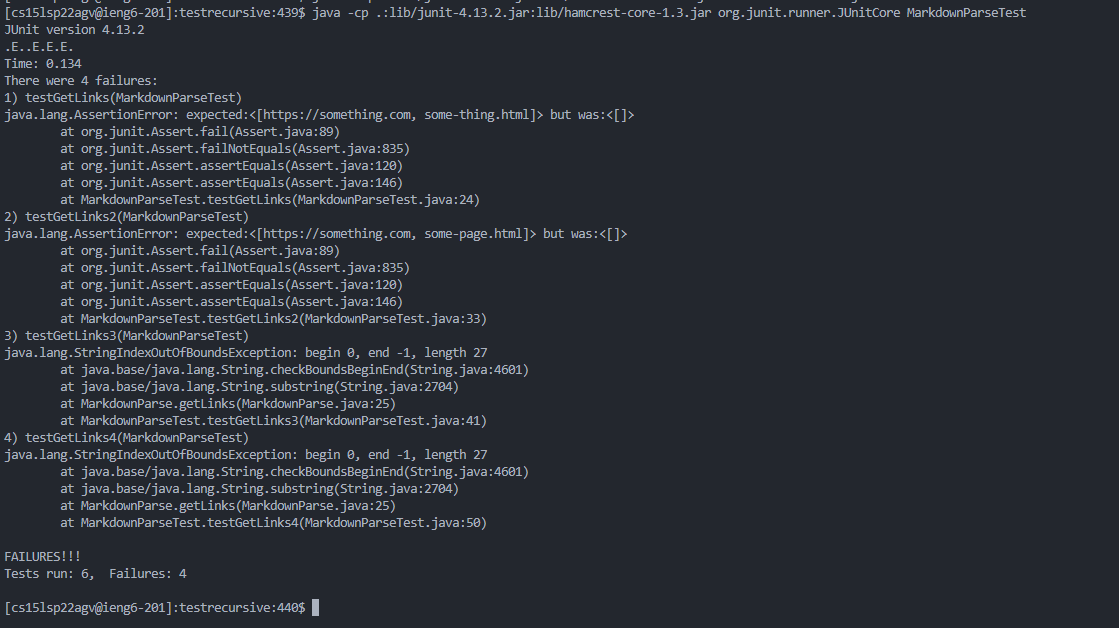 [cs15lsp22agv@ieng6-201]:testrecursive:439$ java -cp .:lib/junit-4.13.2.jar:lib/hamcrest-core-1.3.jar org.junit.runner.JUnitCore MarkdownParseTest
JUnit version 4.13.2
.E..E.E.E.
Time: 0.134
There were 4 failures:
1) testGetLinks(MarkdownParseTest)
java.lang.AssertionError: expected:<[https://something.com, some-thing.html]> but was:<[]>
        at org.junit.Assert.fail(Assert.java:89)
        at org.junit.Assert.failNotEquals(Assert.java:835)
        at org.junit.Assert.assertEquals(Assert.java:120)
        at org.junit.Assert.assertEquals(Assert.java:146)
        at MarkdownParseTest.testGetLinks(MarkdownParseTest.java:24)
2) testGetLinks2(MarkdownParseTest)
java.lang.AssertionError: expected:<[https://something.com, some-page.html]> but was:<[]>
        at org.junit.Assert.fail(Assert.java:89)
        at org.junit.Assert.failNotEquals(Assert.java:835)
        at org.junit.Assert.assertEquals(Assert.java:120)
        at org.junit.Assert.assertEquals(Assert.java:146)
        at MarkdownParseTest.testGetLinks2(MarkdownParseTest.java:33)
3) testGetLinks3(MarkdownParseTest)
java.lang.StringIndexOutOfBoundsException: begin 0, end -1, length 27
        at java.base/java.lang.String.checkBoundsBeginEnd(String.java:4601)
        at java.base/java.lang.String.substring(String.java:2704)
        at MarkdownParse.getLinks(MarkdownParse.java:25)
        at MarkdownParseTest.testGetLinks3(MarkdownParseTest.java:41)
4) testGetLinks4(MarkdownParseTest)
java.lang.StringIndexOutOfBoundsException: begin 0, end -1, length 27
        at java.base/java.lang.String.checkBoundsBeginEnd(String.java:4601)
        at java.base/java.lang.String.substring(String.java:2704)
        at MarkdownParse.getLinks(MarkdownParse.java:25)
        at MarkdownParseTest.testGetLinks4(MarkdownParseTest.java:50)
FAILURES!!!
Tests run: 6,  Failures: 4
[cs15lsp22agv@ieng6-201]:testrecursive:440$